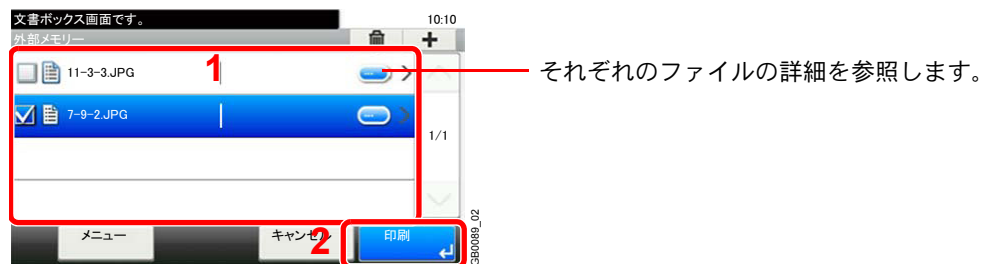 文書ボックス画面です。 10:10
外部メモリー
11-3-3.JPG 1 それぞれのファイルの詳細を参照します。
7-9-2.JPG
1/1
メニュー キャンセル 2 印刷
GB0089_02